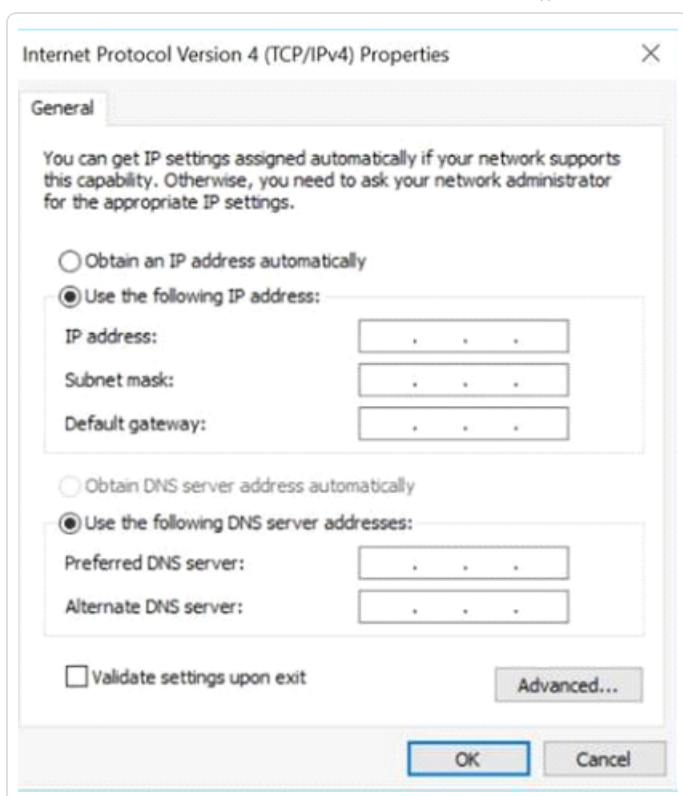 Internet Protocol Version 4 (TCP/IPv4) Properties
General
You can get IP settings assigned automatically if your network supports
this capability. Otherwise, you need to ask your network administrator
for the appropriate IP settings.
Obtain an IP address automatically
Use the following IP address:
IP address:
Subnet mask:
Default gateway:
Obtain DNS server address automatically
Use the following DNS server addresses:
Preferred DNS server:
Alternate DNS server:
Validate settings upon exit
Advanced...
OK Cancel